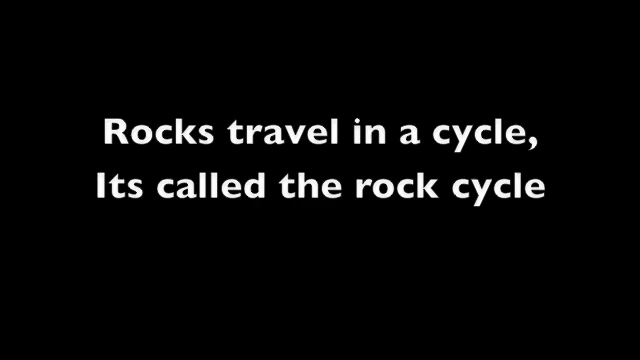 Rocks travel in a cycle,
Its called the rock cycle